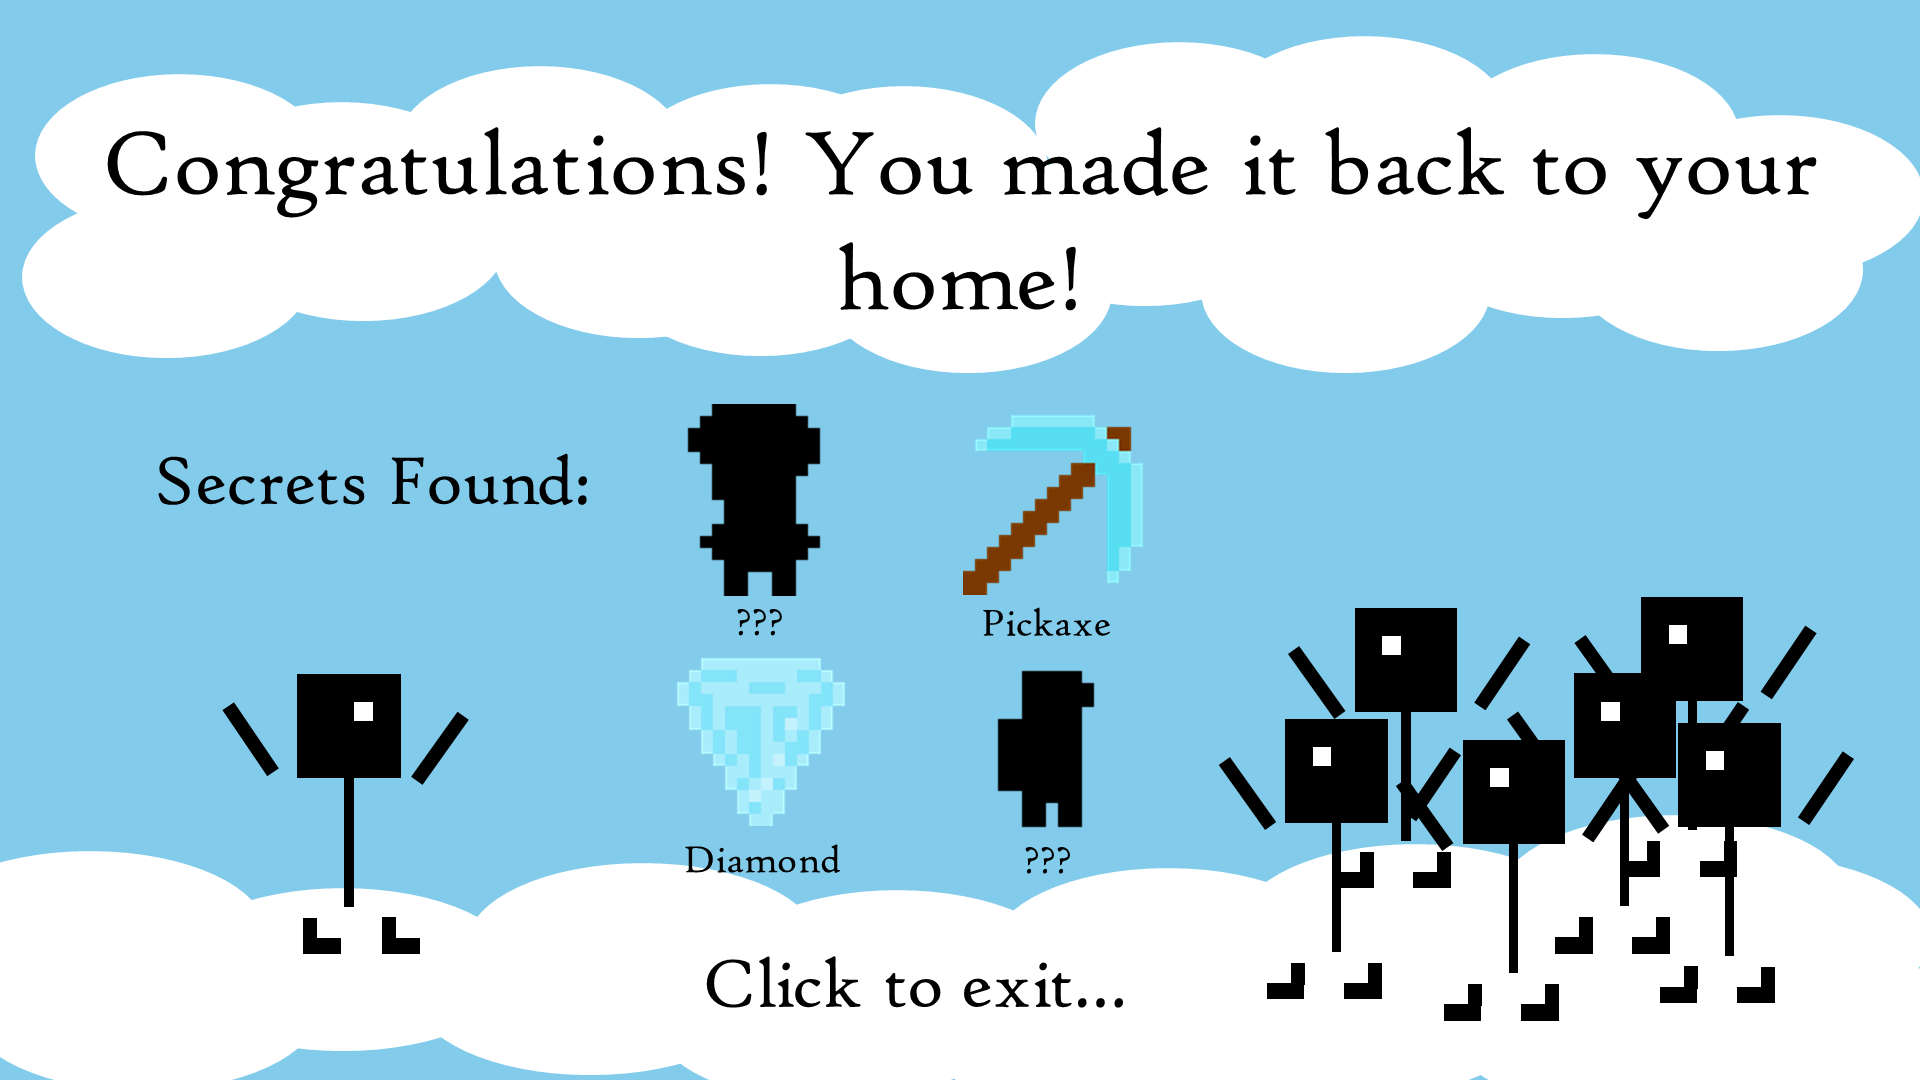 Congratulations! You made it back to your
home!
Secrets Found:
???
Pickaxe
Diamond
???
Click to exit...